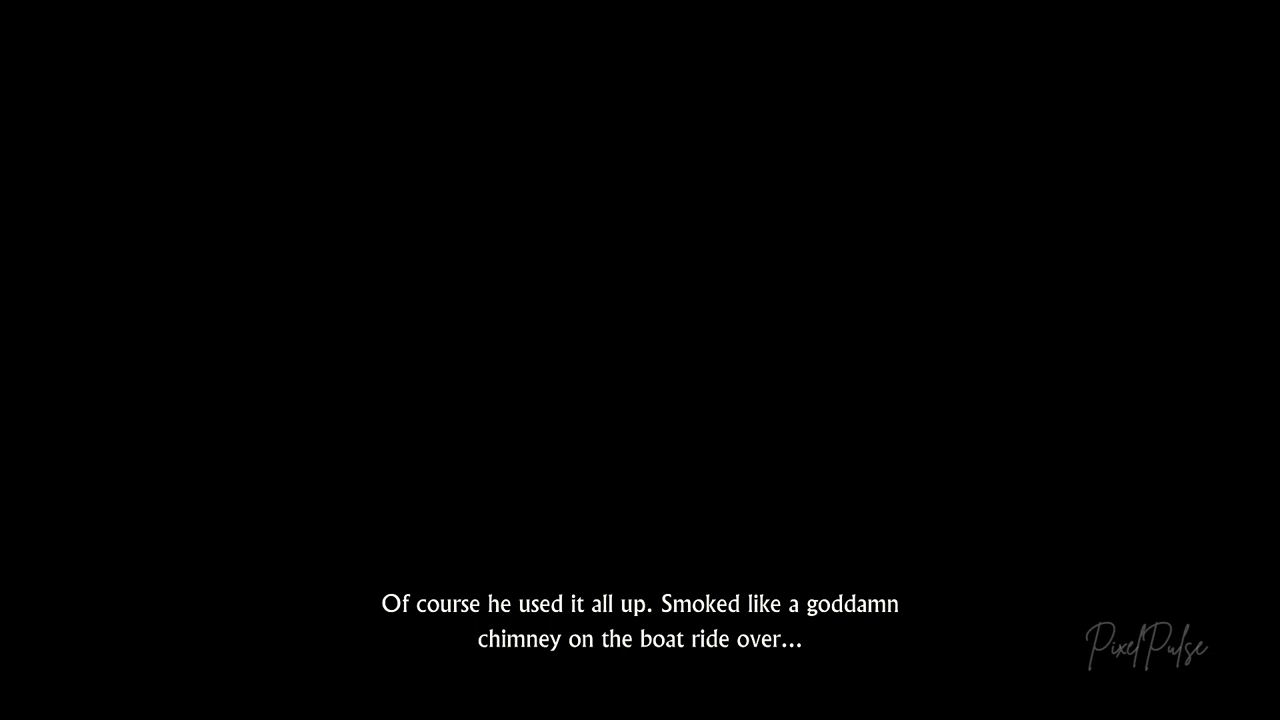 Of course he used it all up. Smoked like a goddamn
chimney on the boat ride over...
PixelPulse